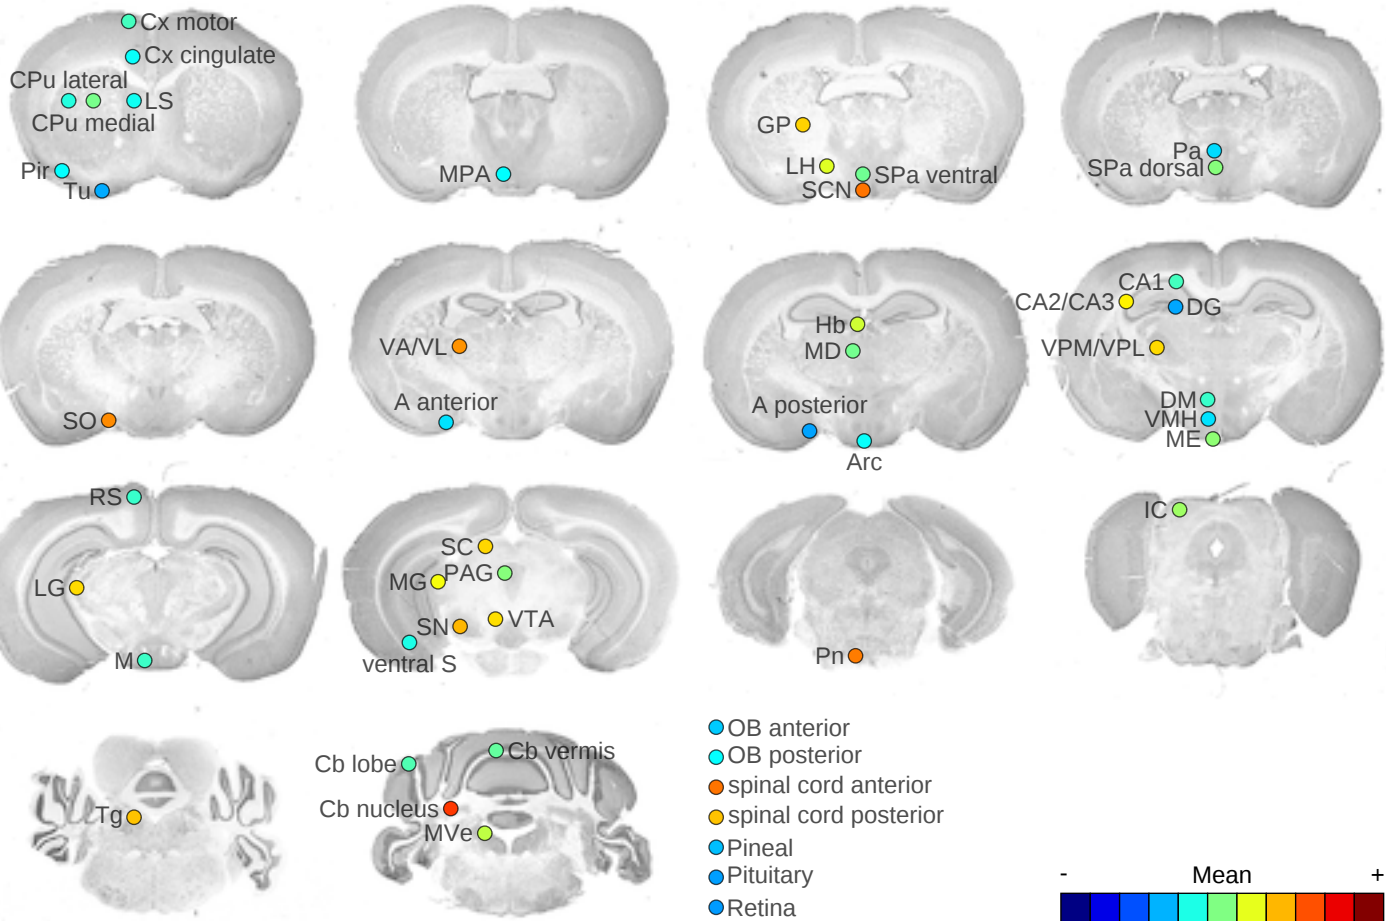 Cx motor
Cx cingulate
CPu lateral
LS
CPu medial
Pir
Tu
MPA
GP
LH
SPa ventral
SCN
Pa
SPa dorsal
SO
VA/VL
A anterior
Hb
MD
A posterior
Arc
CA1
CA2/CA3
DG
VPM/VPL
DM
VMH
ME
RS
LG
M
SC
PAG
MG
VTA
SN
ventral S
Pn
IC
Tg
Cb vermis
Cb lobe
Cb nucleus
MVe
OB anterior
OB posterior
spinal cord anterior
spinal cord posterior
Pineal
Pituitary
Retina
- Mean +